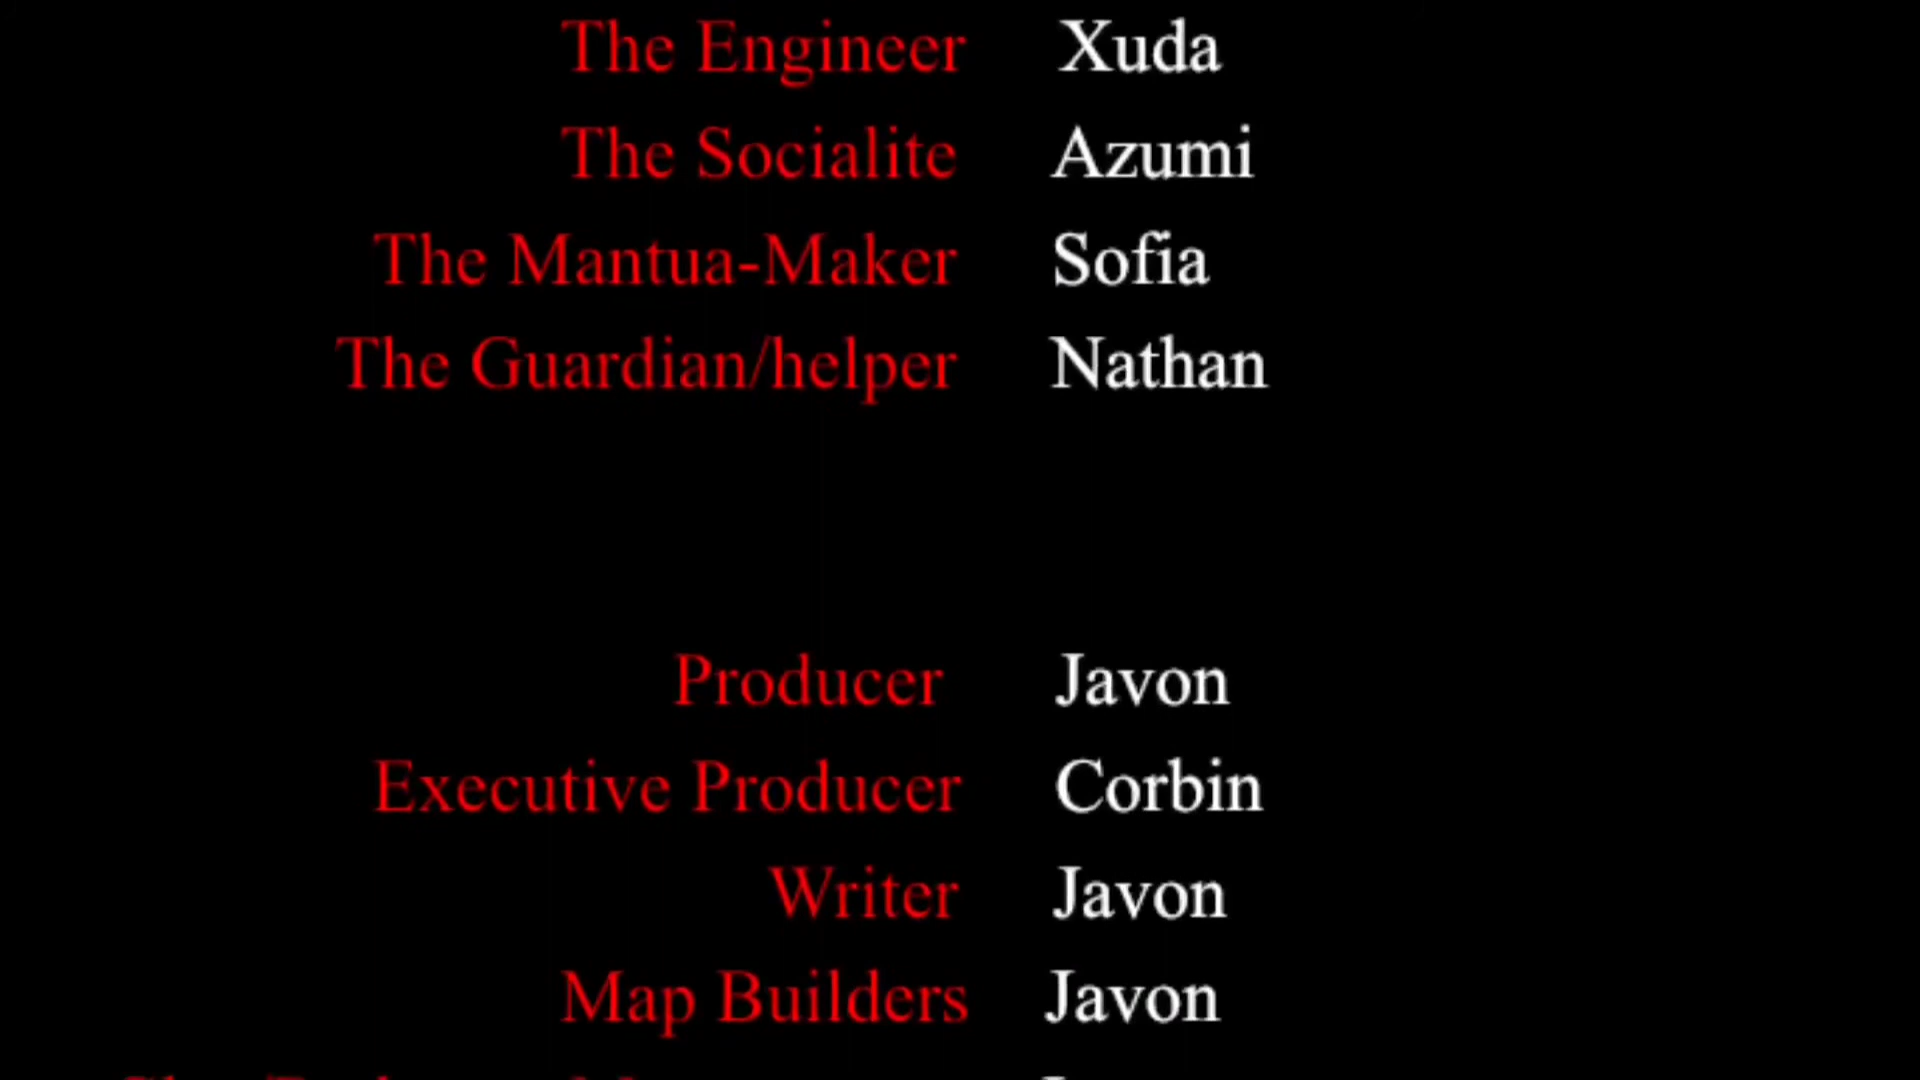 The Engineer Xuda
The Socialite Azumi
The Mantua-Maker Sofia
The Guardian/helper Nathan
Producer Javon
Executive Producer Corbin
Writer Javon
Map Builders Javon